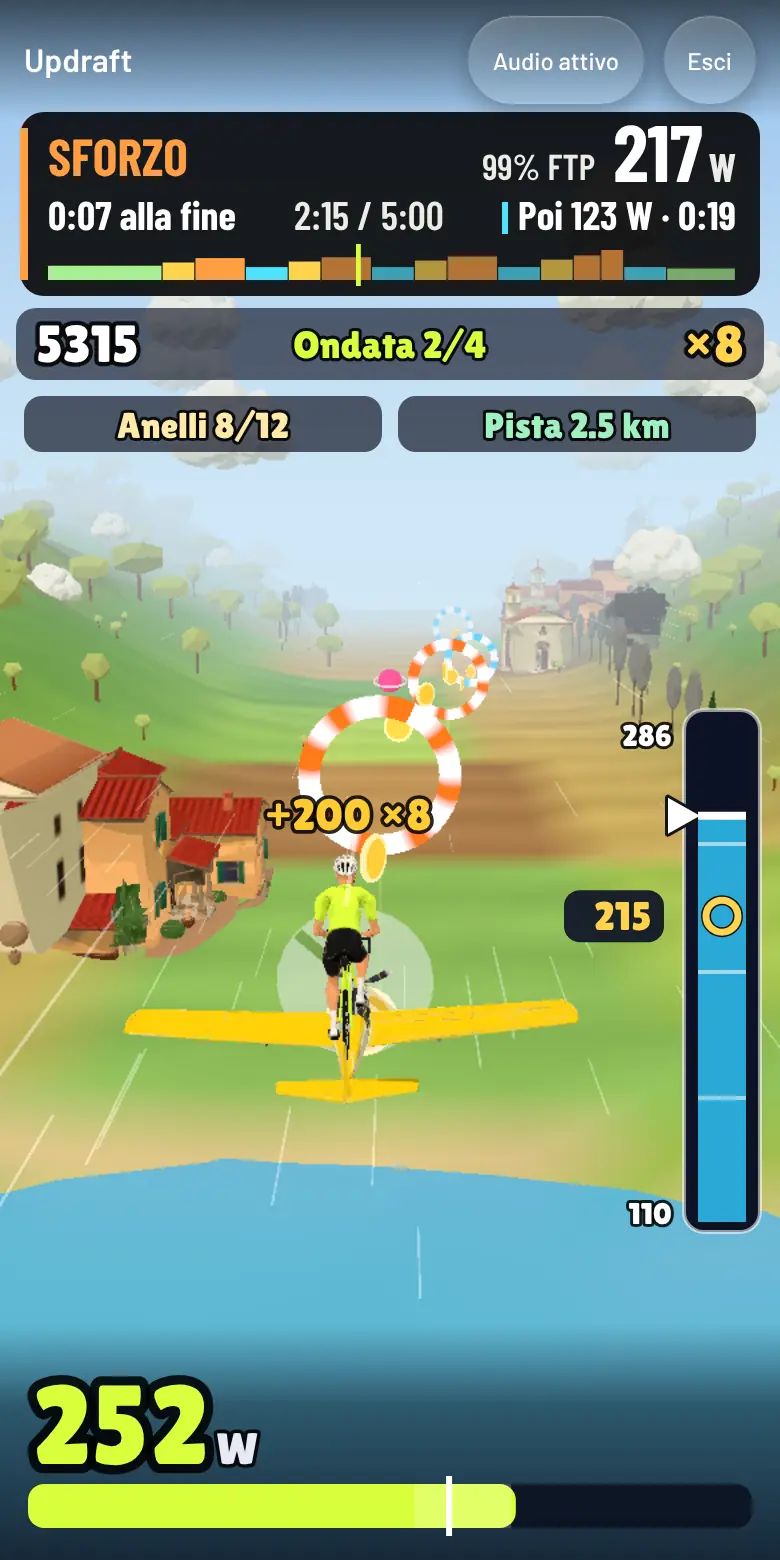 Updraft
Audio attivo
Esci
SFORZO
99% FTP 217 W
0:07 alla fine
2:15 / 5:00
Poi 123 W · 0:19
5315
Ondata 2/4
×8
Anelli 8/12
Pista 2.5 km
286
+200 ×8
215
110
252 W